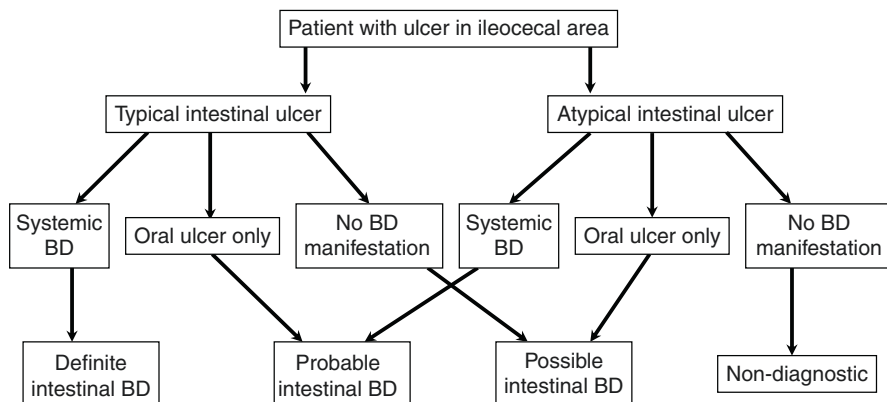 Patient with ulcer in ileocecal area
Typical intestinal ulcer
Atypical intestinal ulcer
Systemic
BD
Oral ulcer only
No BD
manifestation
Systemic
BD
Oral ulcer only
No BD
manifestation
Definite
intestinal BD
Probable
intestinal BD
Possible
intestinal BD
Non-diagnostic